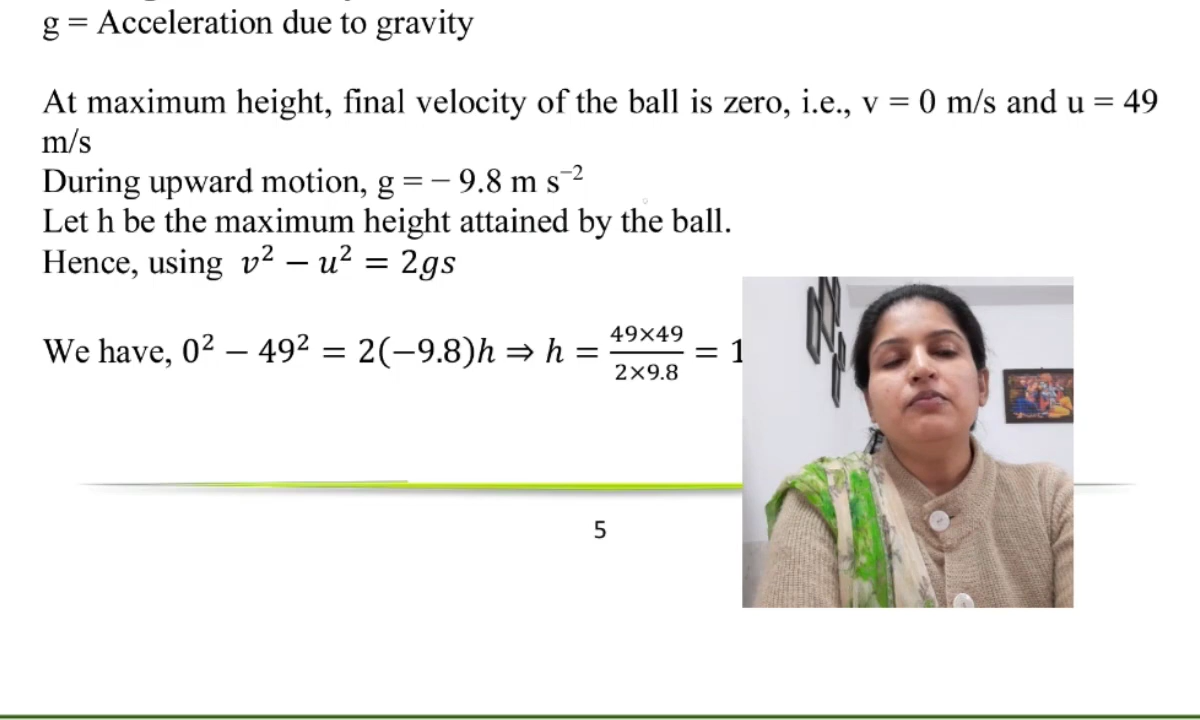 g = Acceleration due to gravity
At maximum height, final velocity of the ball is zero, i.e., v = 0 m/s and u = 49
m/s
During upward motion, g = − 9.8 m s⁻²
Let h be the maximum height attained by the ball.
Hence, using v² − u² = 2gs
We have, 0² − 49² = 2(−9.8)h ⇒ h = 49×49/2×9.8 = 1
5